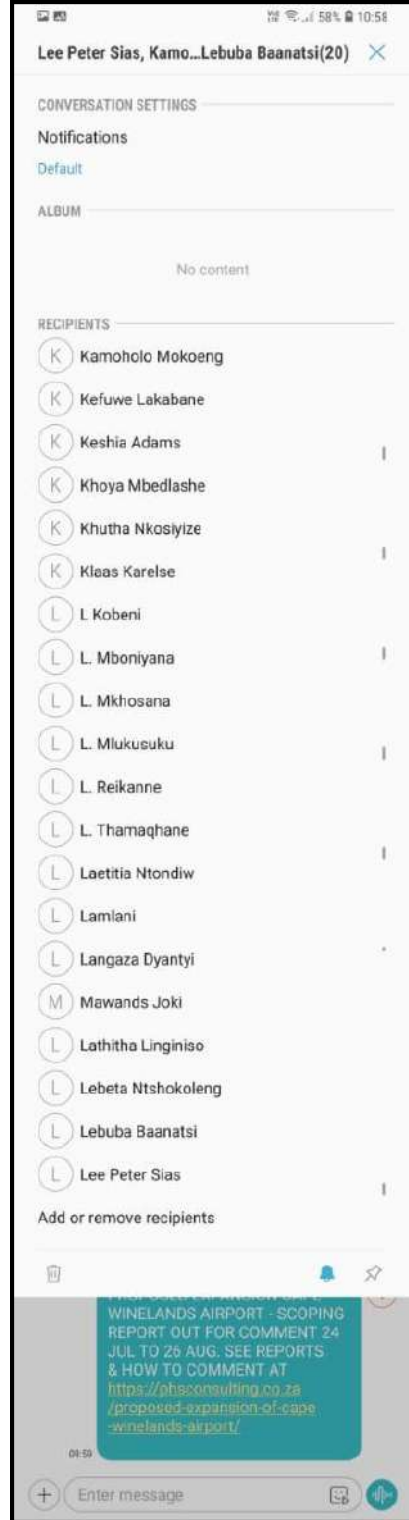 58% 10:58
Lee Peter Sias, Kamo...Lebuba Baanatsi(20)
CONVERSATION SETTINGS
Notifications
Default
ALBUM
No content
RECIPIENTS
K Kamoholo Mokoeng
K Kefuwe Lakabane
K Keshia Adams
K Khoya Mbedlashe
K Khutha Nkosiyize
K Klaas Karelse
L L Kobeni
L L. Mboniyana
L L. Mkhosana
L L. Mlukusuku
L L. Reikanne
L L. Thamaqhane
L Laetitia Ntondiw
L Lamlani
L Langaza Dyantyi
M Mawands Joki
L Lathitha Linginiso
L Lebeta Ntshokoleng
L Lebuba Baanatsi
L Lee Peter Sias
Add or remove recipients
WINELANDS AIRPORT - SCOPING
REPORT OUT FOR COMMENT 24
JUL TO 26 AUG. SEE REPORTS
& HOW TO COMMENT AT
https://phsconsulting.co.za
/proposed-expansion-of-cape
-winelands-airport/
Enter message